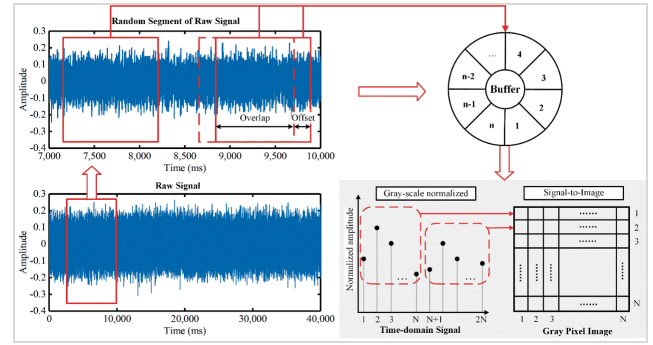 Random Segment of Raw Signal
0.3
0.2
0.1
0
-0.1
-0.2
-0.3
-0.4
Amplitude
Overlap
Offset
7,000
7,500
8,000
8,500
9,000
9,500
10,000
Time (ms)
Buffer
...
4
3
2
1
n
n-1
n-2
Raw Signal
0.3
0.2
0.1
0
-0.1
-0.2
-0.3
-0.4
Amplitude
0
10,000
20,000
30,000
40,000
Time (ms)
Gray-scale normalized
Normalized amplitude
...
...
1
2
3
N
N+1
2N
Time-domain Signal
Signal-to-Image
......
1
......
2
......
3
......
......
......
......
......
N
1
2
3
......
N
Gray Pixel Image